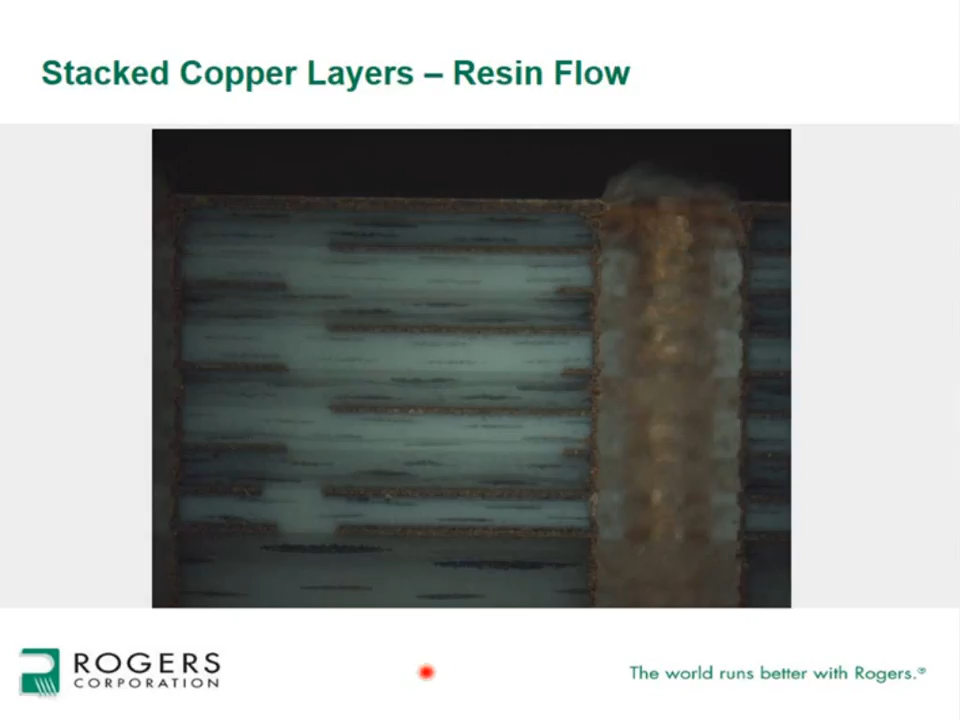 Stacked Copper Layers – Resin Flow
ROGERS
CORPORATION
The world runs better with Rogers.®